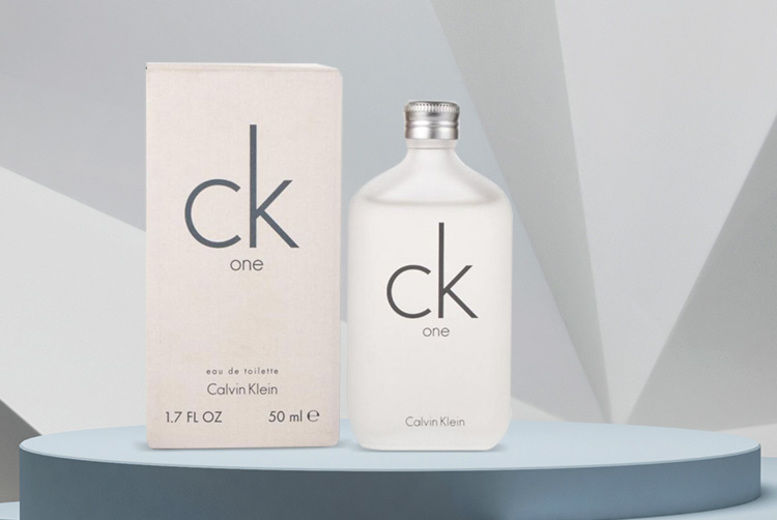 ck
one
eau de toilette
Calvin Klein
1.7 FL OZ 50 ml ℮
ck
one
Calvin Klein